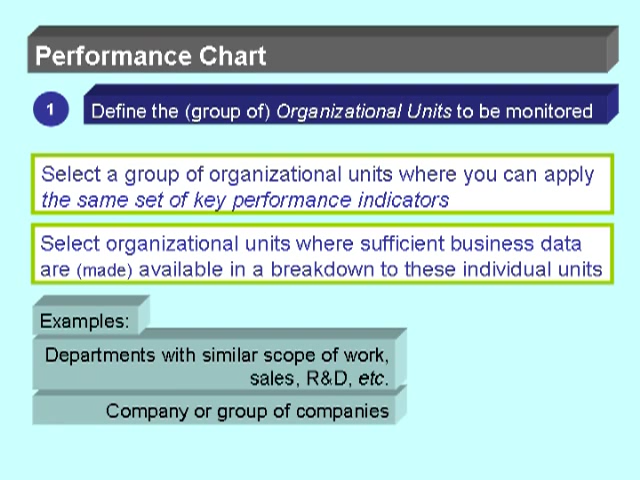 Performance Chart
1
Define the (group of) Organizational Units to be monitored
Select a group of organizational units where you can apply
the same set of key performance indicators
Select organizational units where sufficient business data
are (made) available in a breakdown to these individual units
Examples:
Departments with similar scope of work,
sales, R&D, etc.
Company or group of companies